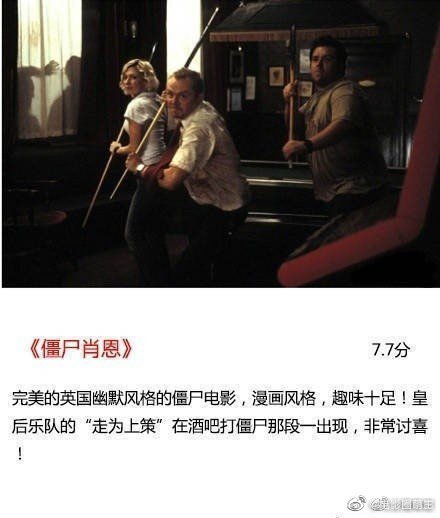 《僵尸肖恩》
7.7分
完美的英国幽默风格的僵尸电影，漫画风格，趣味十足！皇
后乐队的“走为上策”在酒吧打僵尸那段一出现，非常讨喜
！